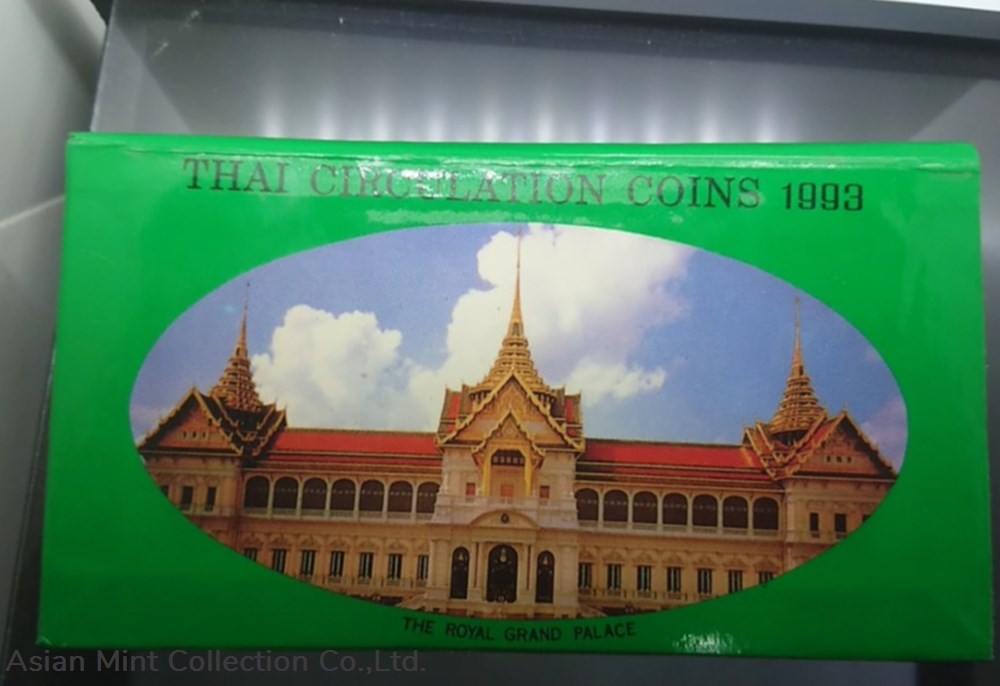 THAI CIRCULATION COINS 1993
THE ROYAL GRAND PALACE
Asian Mint Collection Co.,Ltd.